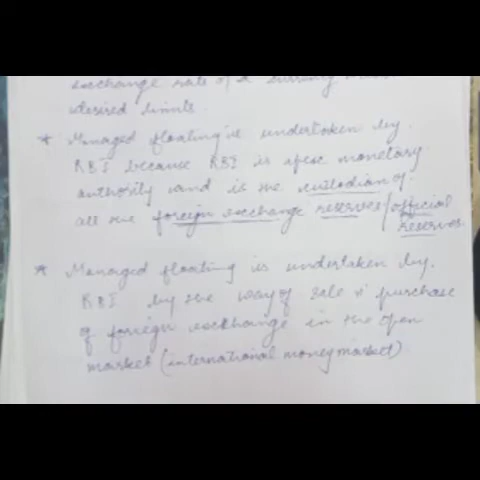 exchange rate of a currency
desired limits.
* Managed floating is undertaken by
RBI because RBI is apex monetary
authority and is the custodian of
all the foreign exchange reserves/official
reserves.
* Managed floating is undertaken by
RBI by the way of sale & purchase
of foreign exchange in the open
market (international money market)